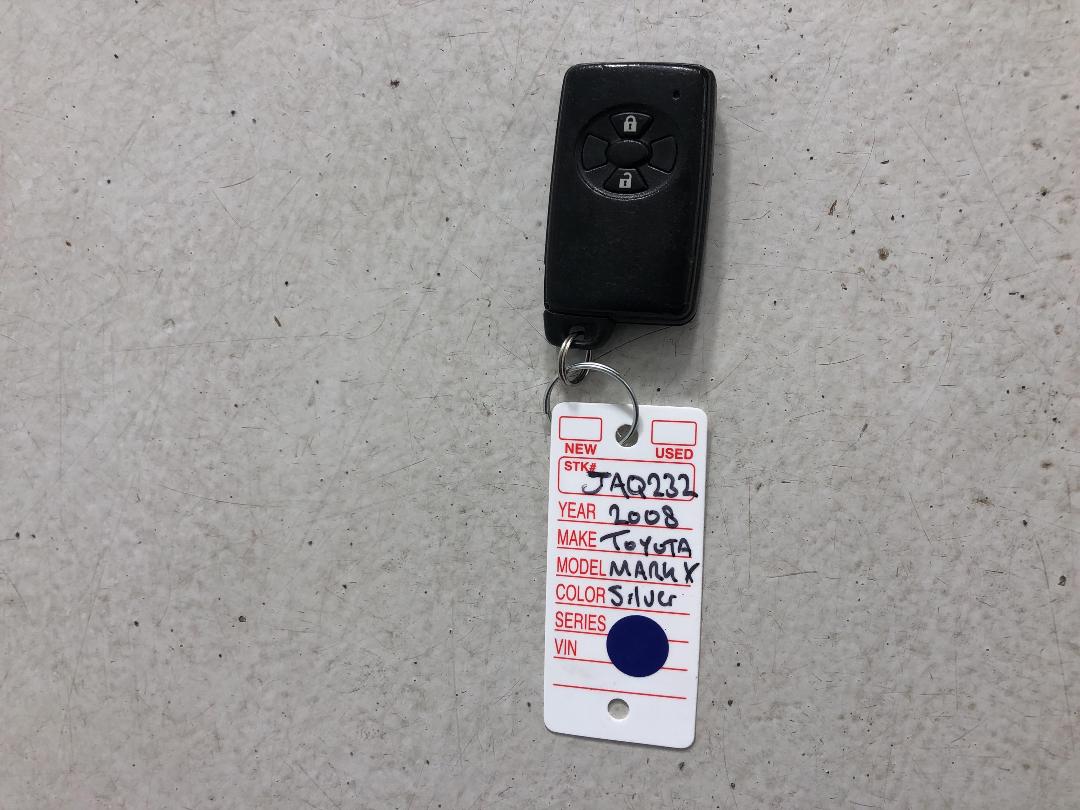 NEW USED
STK# JAQ232
YEAR 2008
MAKE TOYOTA
MODEL MARK X
COLOR Silver
SERIES
VIN